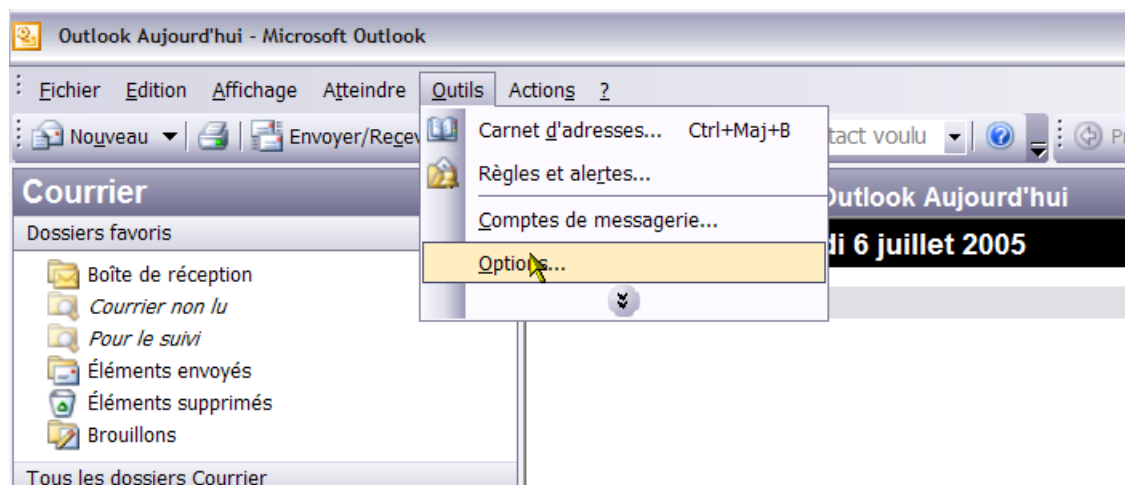 Outlook Aujourd'hui - Microsoft Outlook
Fichier Edition Affichage Atteindre Outils Actions ?
Nouveau Envoyer/Recev tact voulu
Carnet d'adresses... Ctrl+Maj+B
Règles et alertes...
Comptes de messagerie...
Options...
Courrier
Outlook Aujourd'hui
Dossiers favoris
di 6 juillet 2005
Boîte de réception
Courrier non lu
Pour le suivi
Éléments envoyés
Éléments supprimés
Brouillons
Tous les dossiers Courrier